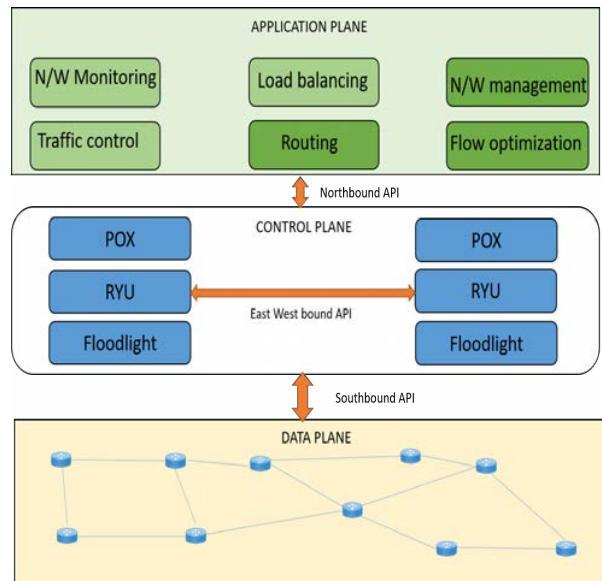 APPLICATION PLANE
N/W Monitoring
Load balancing
N/W management
Traffic control
Routing
Flow optimization
Northbound API
CONTROL PLANE
POX
POX
RYU
RYU
East West bound API
Floodlight
Floodlight
Southbound API
DATA PLANE